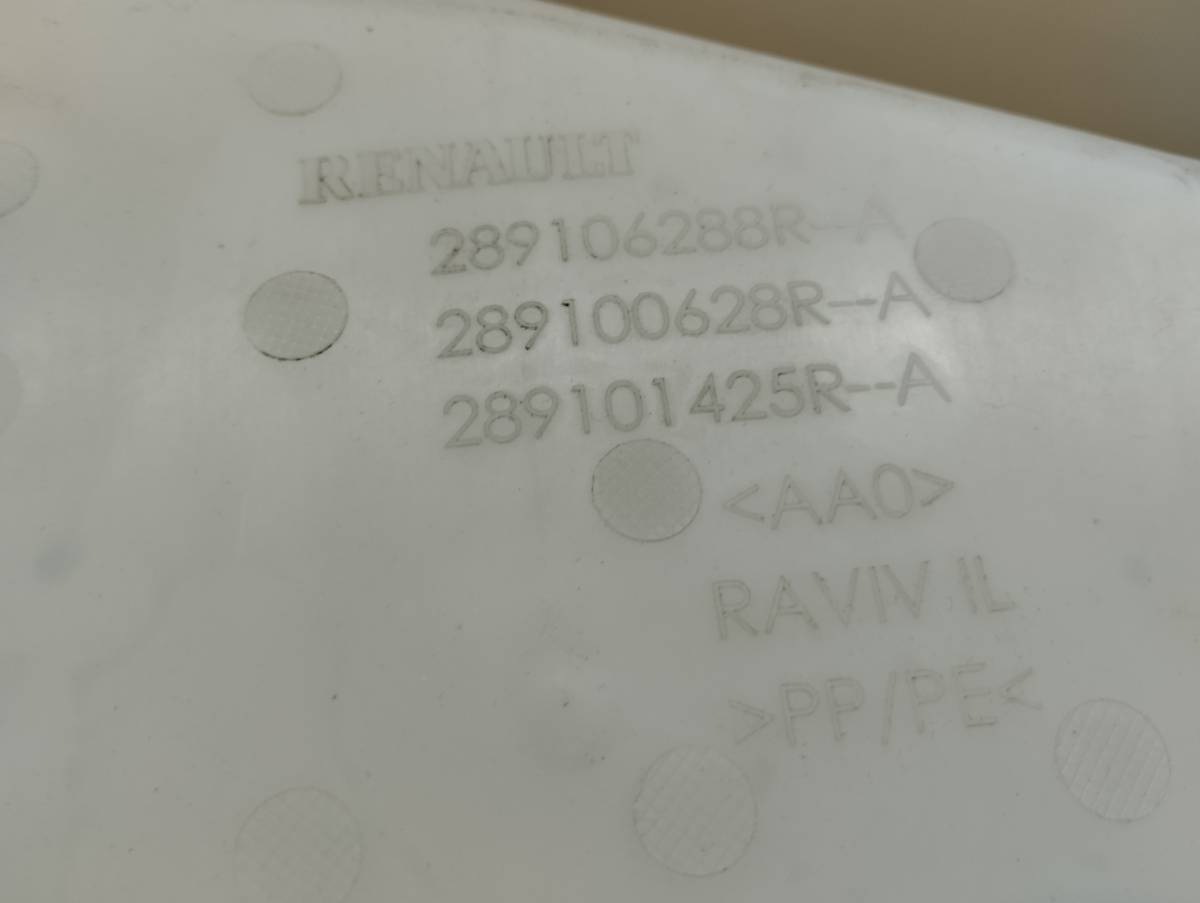 RENAULT
289106288R--A
289100628R--A
289101425R--A
<AA0>
RAVIV IL
>PP/PE<